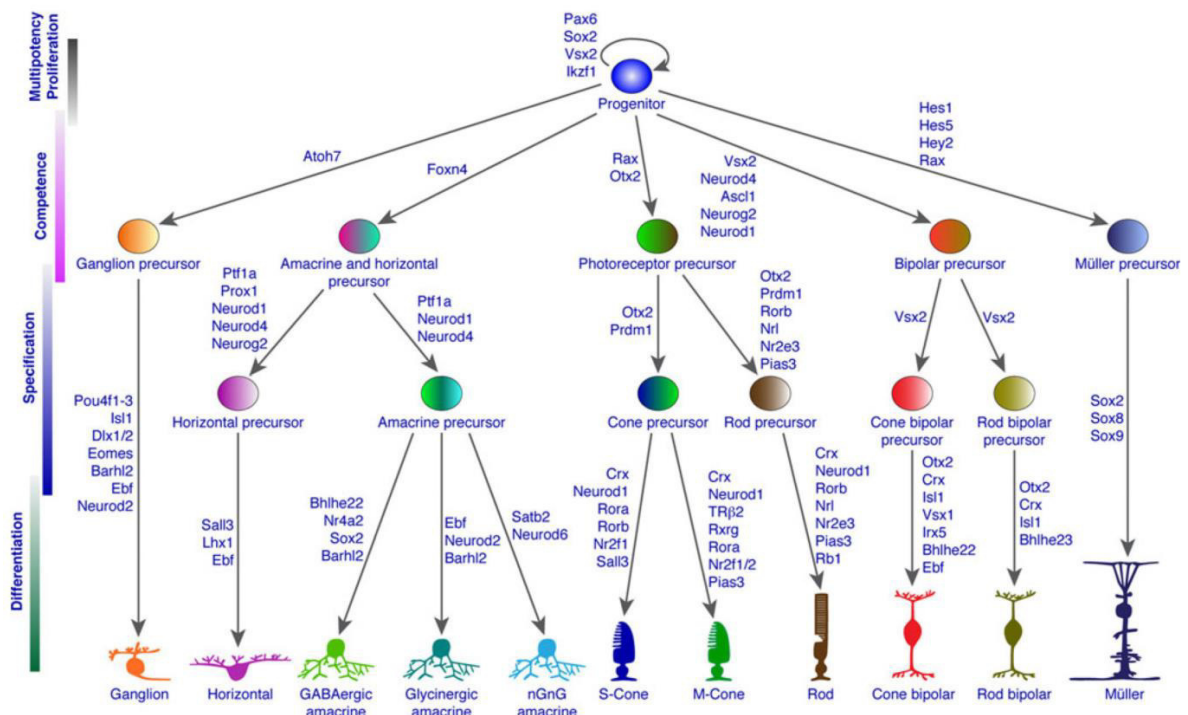 Multipotency
Proliferation
Competence
Specification
Differentiation
Pax6
Sox2
Vsx2
Ikzf1
Progenitor
Atoh7
Foxn4
Rax
Otx2
Vsx2
Neurod4
Ascl1
Neurog2
Neurod1
Hes1
Hes5
Hey2
Rax
Ganglion precursor
Amacrine and horizontal
precursor
Photoreceptor precursor
Bipolar precursor
Müller precursor
Ptf1a
Prox1
Neurod1
Neurod4
Neurog2
Ptf1a
Neurod1
Neurod4
Otx2
Prdm1
Otx2
Prdm1
Rorb
Nrl
Nr2e3
Pias3
Vsx2
Vsx2
Horizontal precursor
Amacrine precursor
Cone precursor
Rod precursor
Cone bipolar
precursor
Rod bipolar
precursor
Pou4f1-3
Isl1
Dlx1/2
Eomes
Barhl2
Ebf
Neurod2
Sall3
Lhx1
Ebf
Bhlhe22
Nr4a2
Sox2
Barhl2
Ebf
Neurod2
Barhl2
Satb2
Neurod6
Crx
Neurod1
Rora
Rorb
Nr2f1
Sall3
Crx
Neurod1
TRβ2
Rxrg
Rora
Nr2f1/2
Pias3
Crx
Neurod1
Rorb
Nrl
Nr2e3
Pias3
Rb1
Otx2
Crx
Isl1
Vsx1
Irx5
Bhlhe22
Ebf
Otx2
Crx
Isl1
Bhlhe23
Sox2
Sox8
Sox9
Ganglion
Horizontal
GABAergic
amacrine
Glycinergic
amacrine
nGnG
amacrine
S-Cone
M-Cone
Rod
Cone bipolar
Rod bipolar
Müller